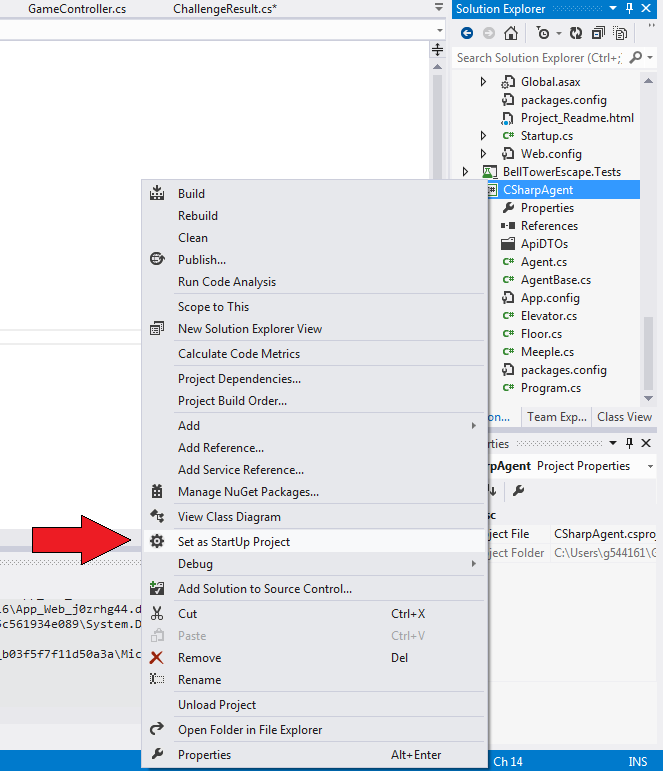 GameController.cs
ChallengeResult.cs*
Solution Explorer
Search Solution Explorer (Ctrl+;
Global.asax
packages.config
Project_Readme.html
Startup.cs
Web.config
BellTowerEscape.Tests
CSharpAgent
Properties
References
ApiDTOs
Agent.cs
AgentBase.cs
App.config
Elevator.cs
Floor.cs
Meeple.cs
packages.config
Program.cs
on...
Team Exp...
Class View
rties
rpAgent Project Properties
sc
ject File
CSharpAgent.csproj
ject Folder
C:\Users\g544161\G
Build
Rebuild
Clean
Publish...
Run Code Analysis
Scope to This
New Solution Explorer View
Calculate Code Metrics
Project Dependencies...
Project Build Order...
Add
Add Reference...
Add Service Reference...
Manage NuGet Packages...
View Class Diagram
Set as StartUp Project
Debug
Add Solution to Source Control...
Cut Ctrl+X
Paste Ctrl+V
Remove Del
Rename
Unload Project
Open Folder in File Explorer
Properties Alt+Enter
6\App_Web_j0zrhg44.d
5c561934e089\System.D
_b03f5f7f11d50a3a\Mic
Ch 14
INS